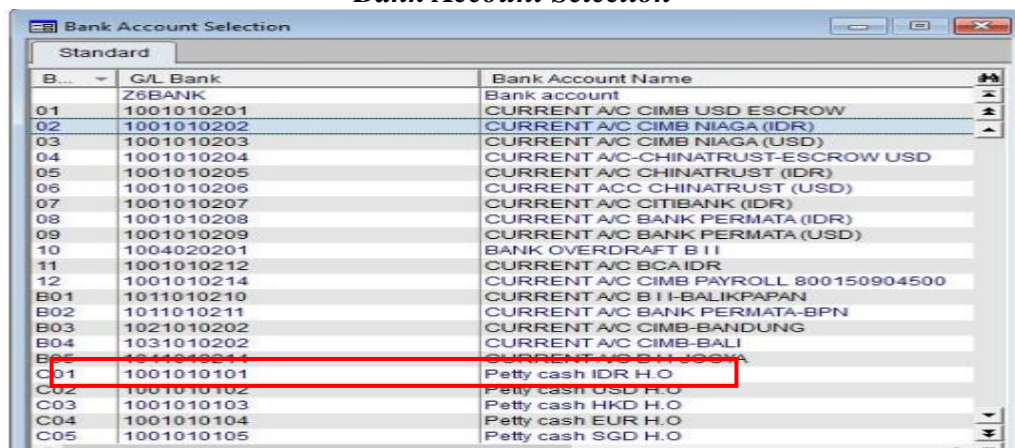 Bank Account Selection
Bank Account Selection
Standard
B... G/L Bank Bank Account Name
Z6BANK Bank account
01 1001010201 CURRENT A/C CIMB USD ESCROW
02 1001010202 CURRENT A/C CIMB NIAGA (IDR)
03 1001010203 CURRENT A/C CIMB NIAGA (USD)
04 1001010204 CURRENT A/C-CHINATRUST-ESCROW USD
05 1001010205 CURRENT A/C CHINATRUST (IDR)
06 1001010206 CURRENT ACC CHINATRUST (USD)
07 1001010207 CURRENT A/C CITIBANK (IDR)
08 1001010208 CURRENT A/C BANK PERMATA (IDR)
09 1001010209 CURRENT A/C BANK PERMATA (USD)
10 1004020201 BANK OVERDRAFT B I I
11 1001010212 CURRENT A/C BCA IDR
12 1001010214 CURRENT A/C CIMB PAYROLL 800150904500
B01 1011010210 CURRENT A/C B I I-BALIKPAPAN
B02 1011010211 CURRENT A/C BANK PERMATA-BPN
B03 1021010202 CURRENT A/C CIMB-BANDUNG
B04 1031010202 CURRENT A/C CIMB-BALI
B05 1041010211 CURRENT A/C B I I JOGYA
C01 1001010101 Petty cash IDR H.O
C02 1001010102 Petty cash USD H.O
C03 1001010103 Petty cash HKD H.O
C04 1001010104 Petty cash EUR H.O
C05 1001010105 Petty cash SGD H.O